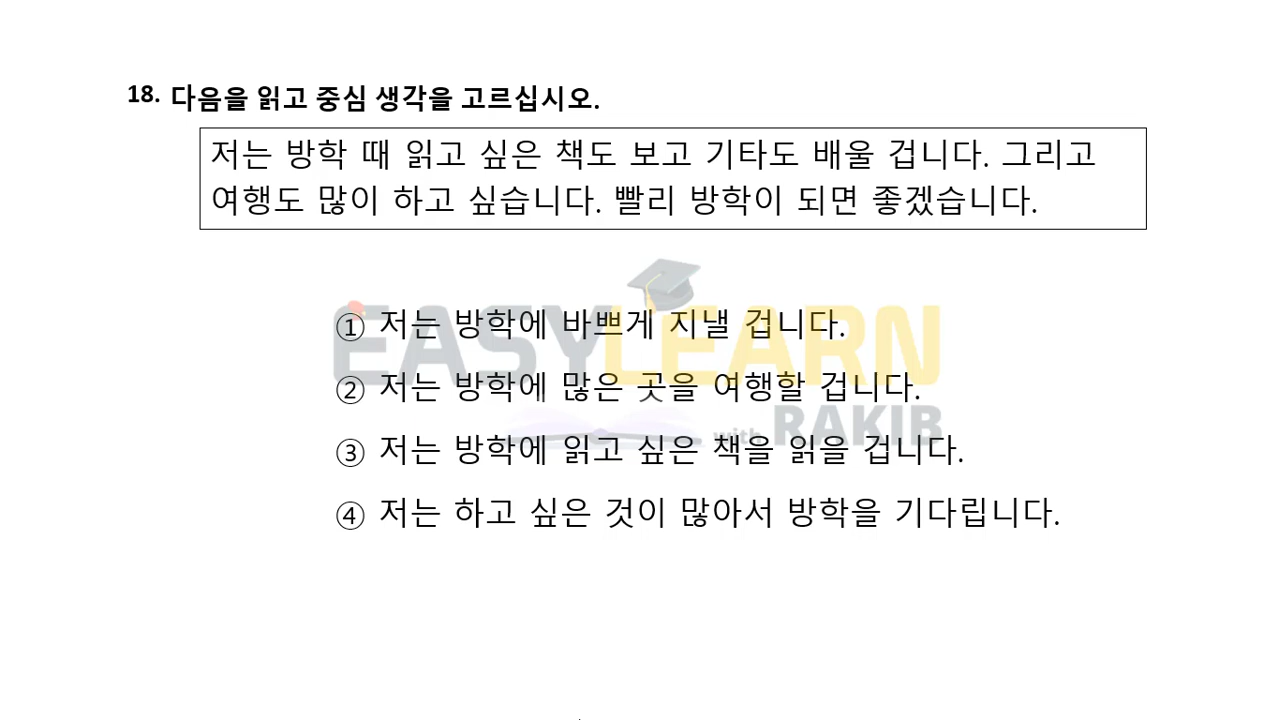 18. 다음을 읽고 중심 생각을 고르십시오.
저는 방학 때 읽고 싶은 책도 보고 기타도 배울 겁니다. 그리고
여행도 많이 하고 싶습니다. 빨리 방학이 되면 좋겠습니다.
EASYLEARN
① 저는 방학에 바쁘게 지낼 겁니다.
② 저는 방학에 많은 곳을 여행할 겁니다.
with RAKIB
③ 저는 방학에 읽고 싶은 책을 읽을 겁니다.
④ 저는 하고 싶은 것이 많아서 방학을 기다립니다.